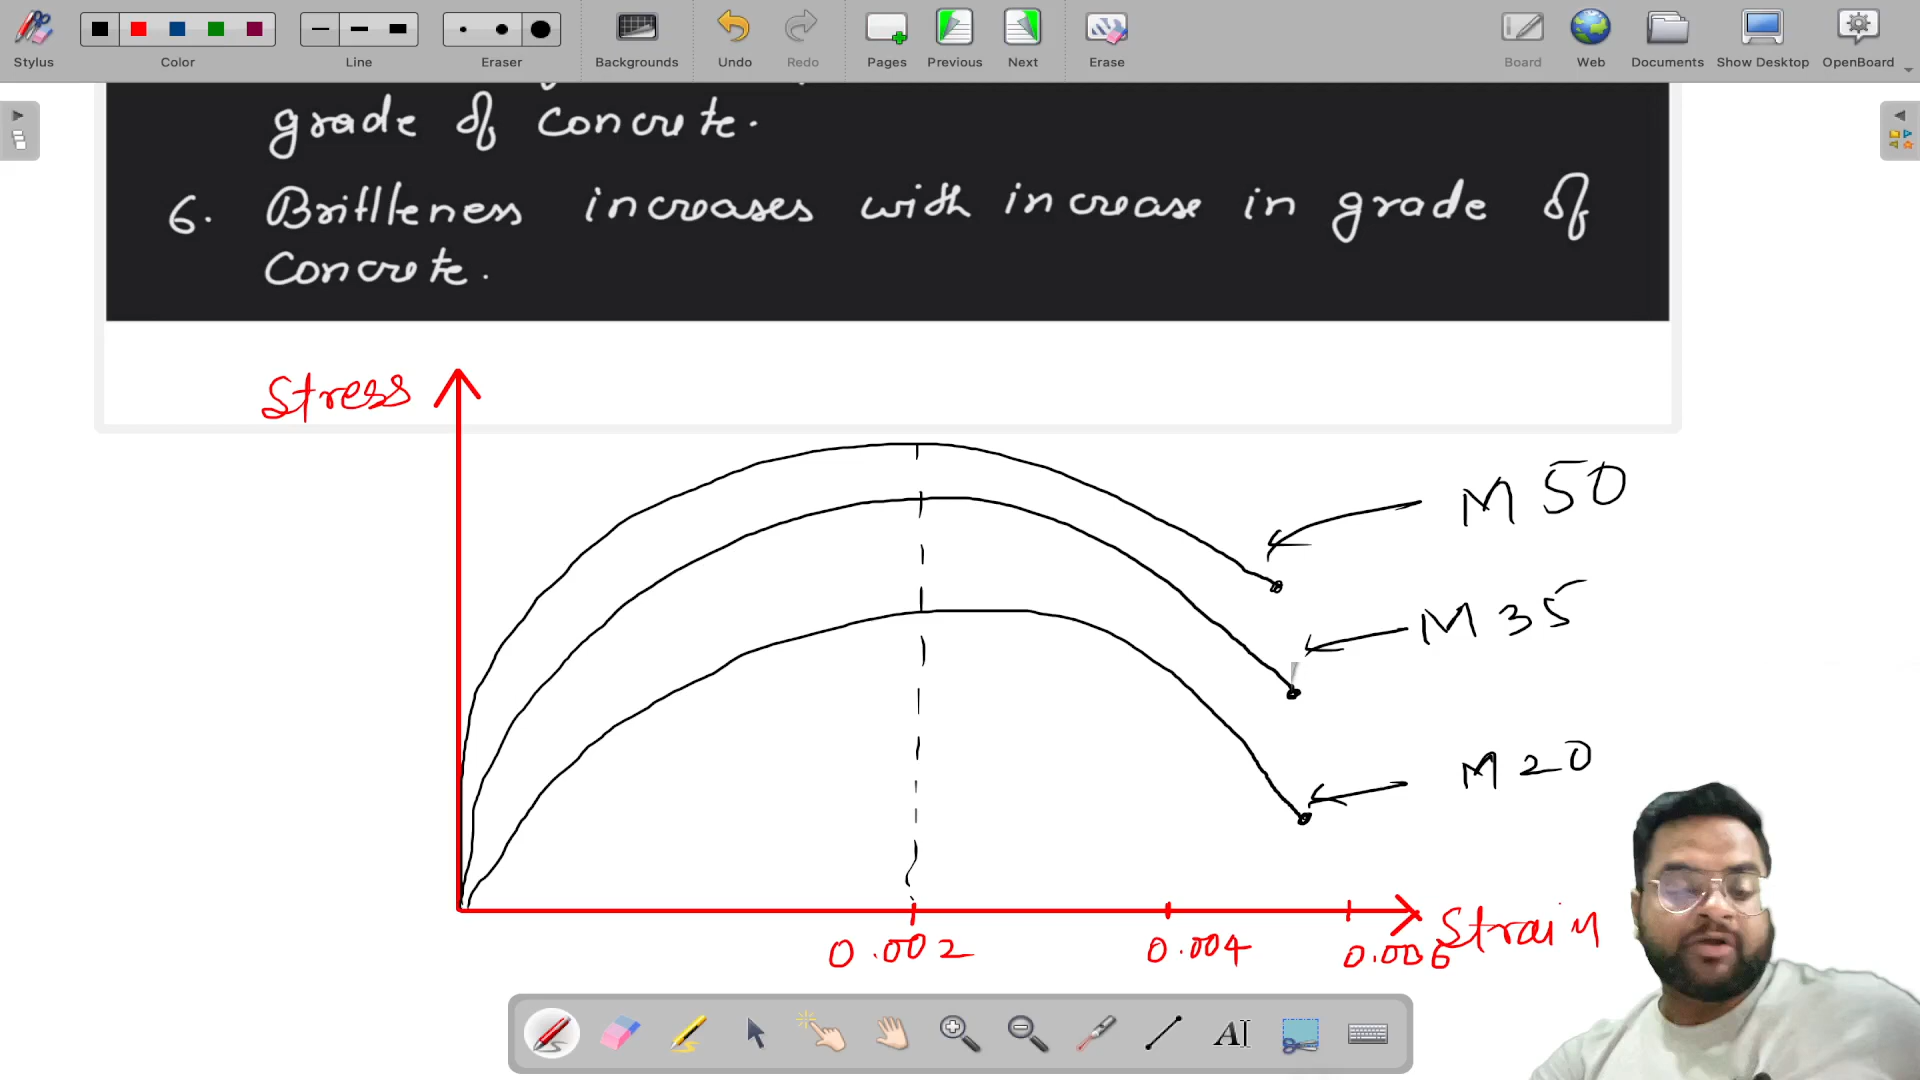 Stylus
Color
Line
Eraser
Backgrounds
Undo
Redo
Pages
Previous
Next
Erase
Board
Web
Documents
Show Desktop
OpenBoard
grade of concrete.
6. Brittleness increases with increase in grade of
concrete.
Stress
M 50
M 35
M 20
Strain
0.002
0.004
0.006